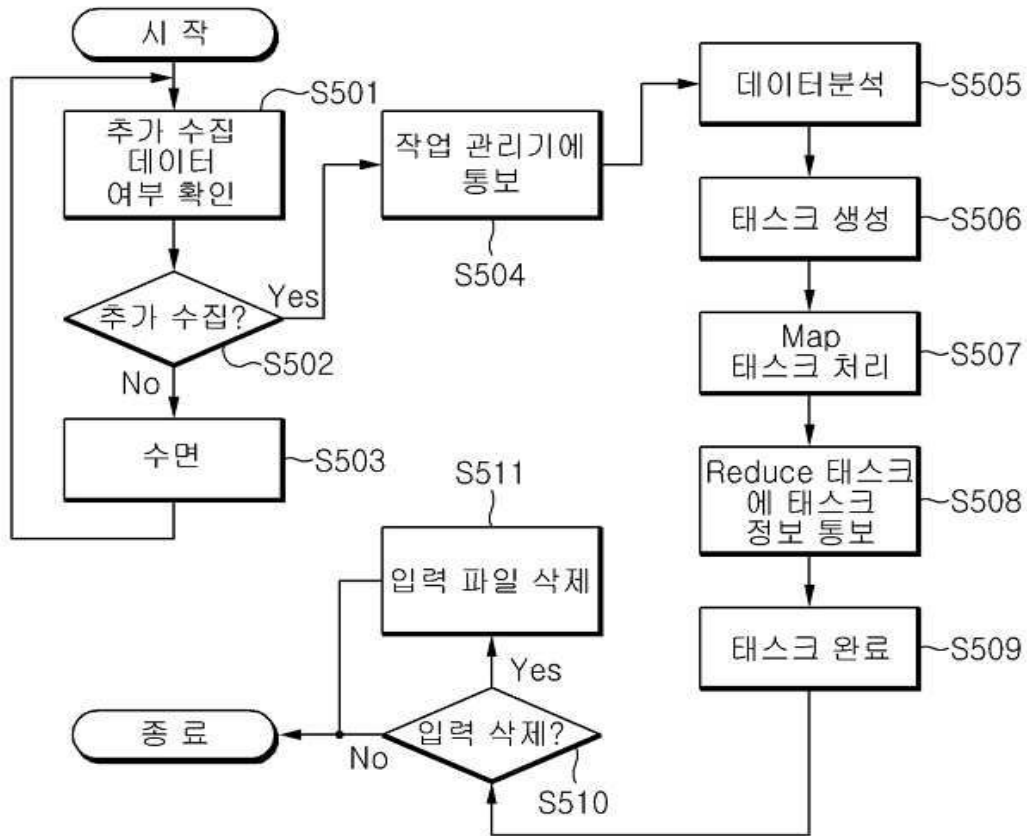 시 작
S501
추가 수집
데이터
여부 확인
추가 수집?
Yes
S502
No
수면
S503
작업 관리기에
통보
S504
데이터분석
S505
태스크 생성
S506
Map
태스크 처리
S507
Reduce 태스크
에 태스크
정보 통보
S508
태스크 완료
S509
입력 삭제?
S510
Yes
No
S511
입력 파일 삭제
종 료